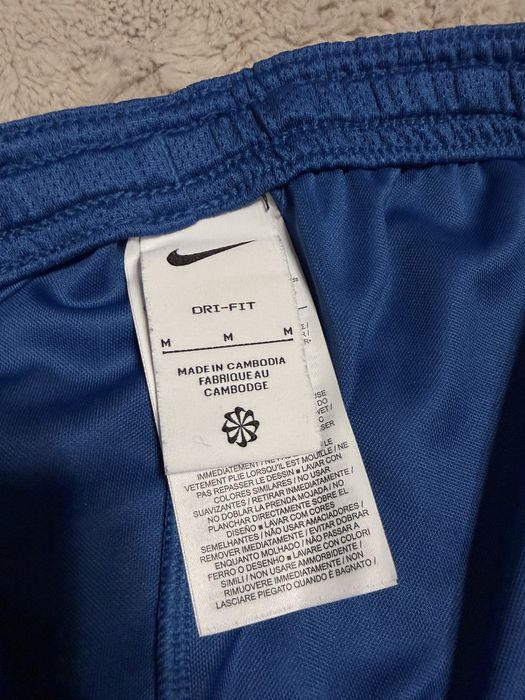 DRI-FIT
M M M
MADE IN CAMBODIA
FABRIQUE AU
CAMBODGE
IMMEDIATEMENT / NE PAS
VETEMENT PLIE LORSQU'IL EST MOUILLE / NE
PAS REPASSER LE DESSIN ■ LAVAR CON
COLORES SIMILARES / NO USAR
SUAVIZANTES / RETIRAR INMEDIATAMENTE /
NO DOBLAR LA PRENDA MOJADA / NO
PLANCHAR DIRECTAMENTE SOBRE EL
DISEÑO ■ LAVAR COM CORES
SEMELHANTES / NÃO USAR AMACIADORES /
REMOVER IMEDIATAMENTE / EVITAR DOBRAR
ENQUANTO MOLHADO / NÃO PASSAR A
FERRO O DESENHO ■ LAVARE CON COLORI
SIMILI / NON USARE AMMORBIDENTE /
RIMUOVERE IMMEDIATAMENTE / NON
LASCIARE PIEGATO QUANDO È BAGNATO /